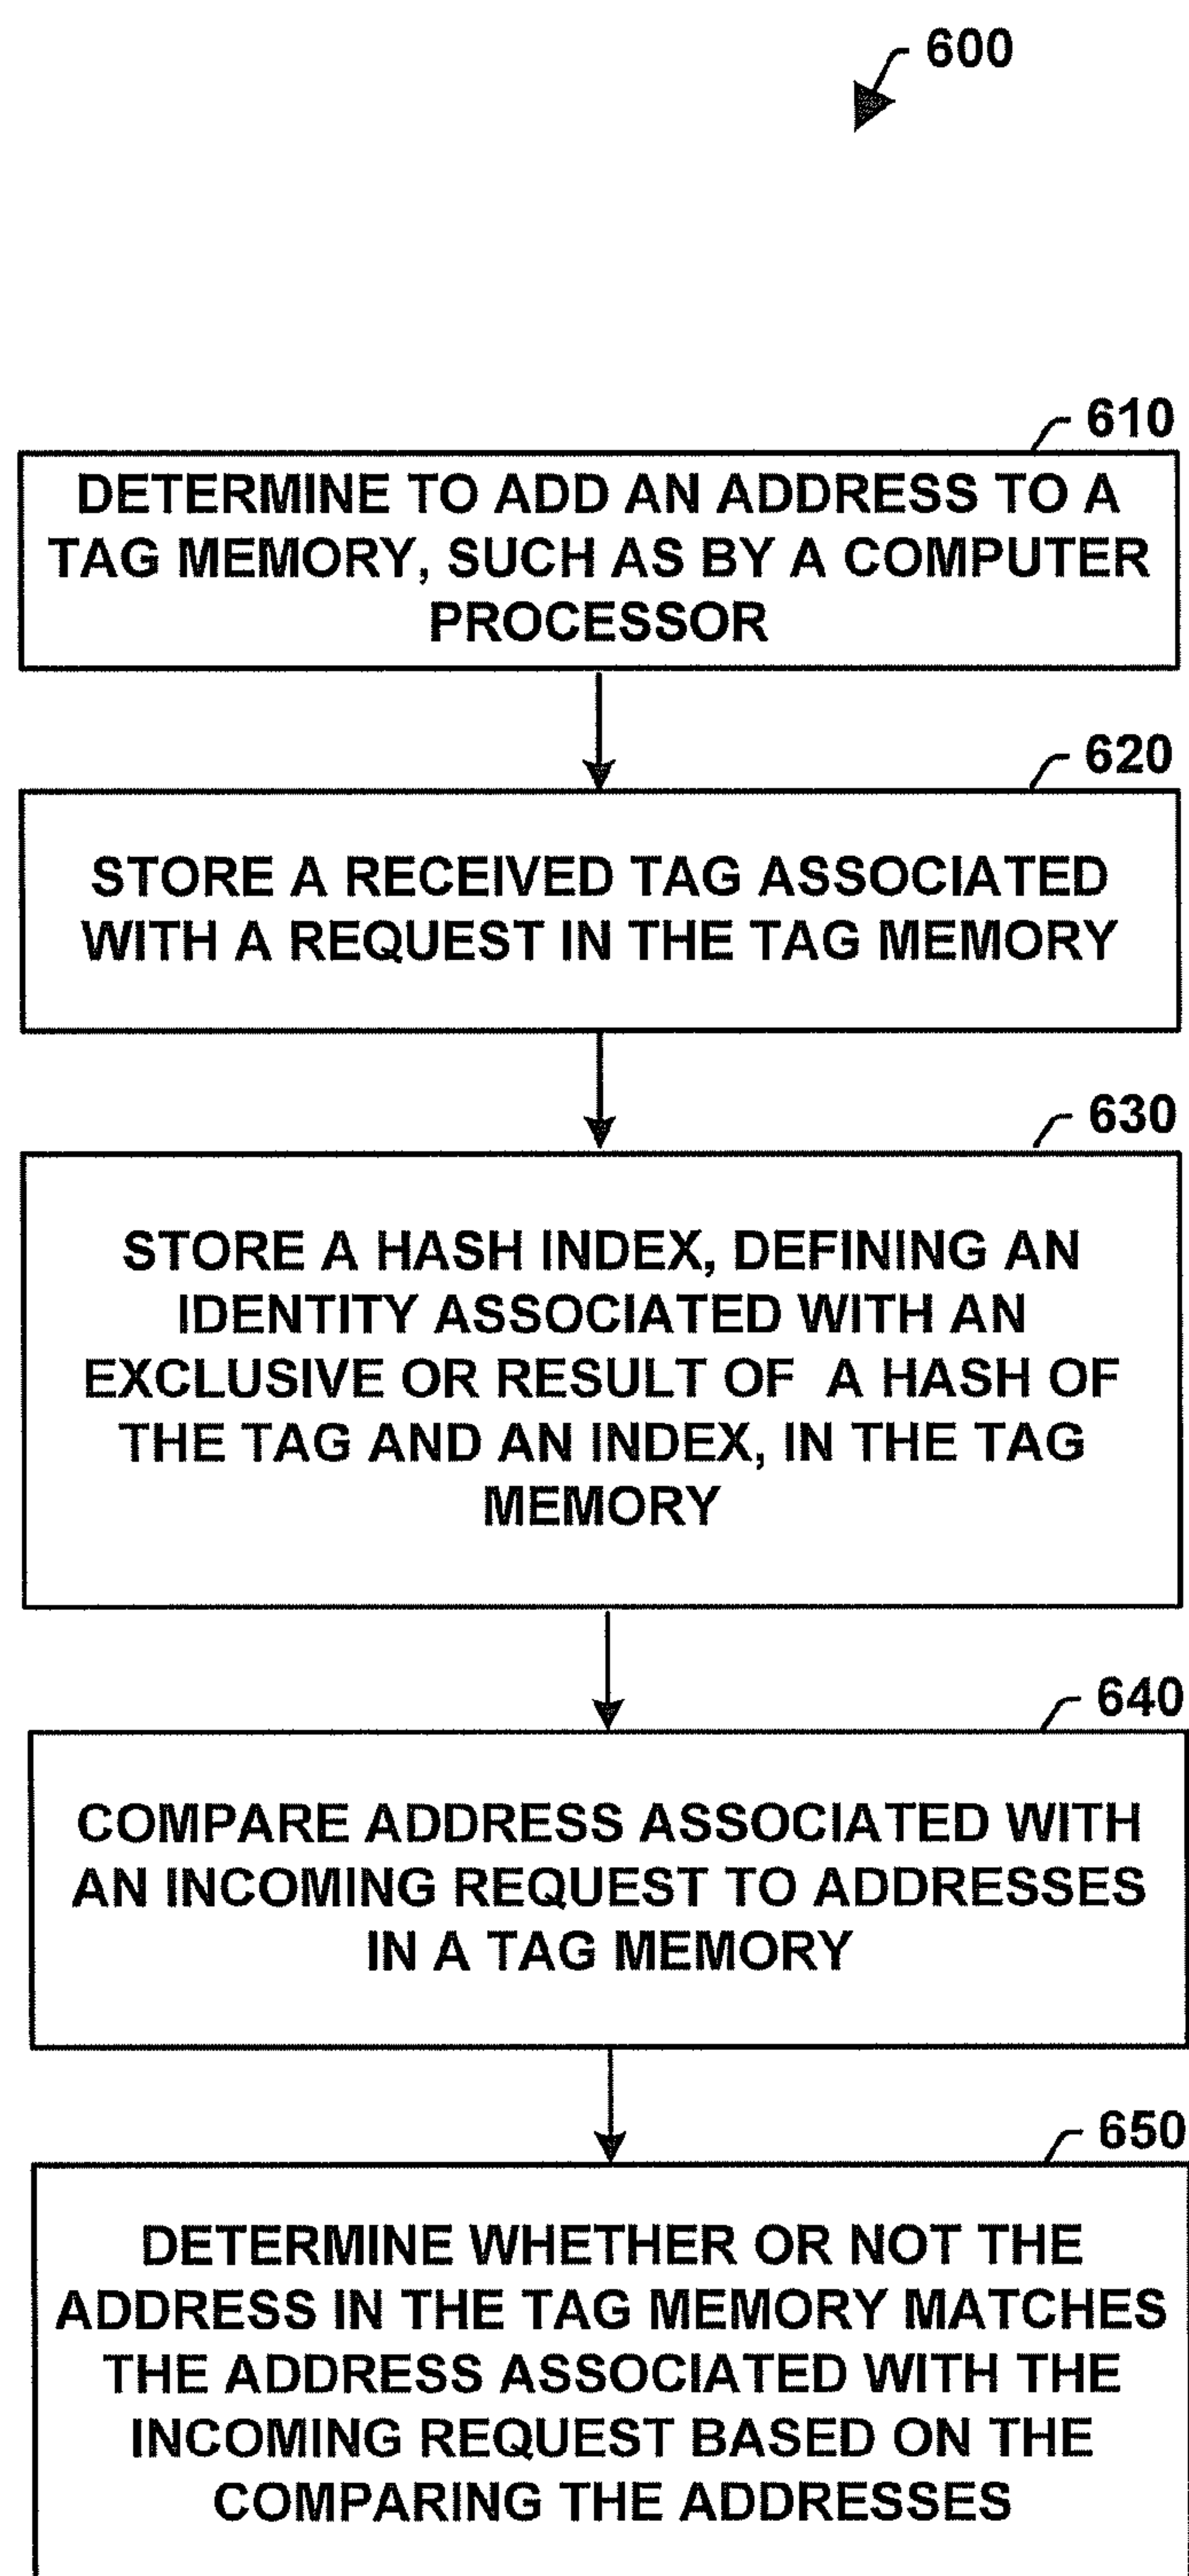 600
610
DETERMINE TO ADD AN ADDRESS TO A
TAG MEMORY, SUCH AS BY A COMPUTER
PROCESSOR
620
STORE A RECEIVED TAG ASSOCIATED
WITH A REQUEST IN THE TAG MEMORY
630
STORE A HASH INDEX, DEFINING AN
IDENTITY ASSOCIATED WITH AN
EXCLUSIVE OR RESULT OF A HASH OF
THE TAG AND AN INDEX, IN THE TAG
MEMORY
640
COMPARE ADDRESS ASSOCIATED WITH
AN INCOMING REQUEST TO ADDRESSES
IN A TAG MEMORY
650
DETERMINE WHETHER OR NOT THE
ADDRESS IN THE TAG MEMORY MATCHES
THE ADDRESS ASSOCIATED WITH THE
INCOMING REQUEST BASED ON THE
COMPARING THE ADDRESSES